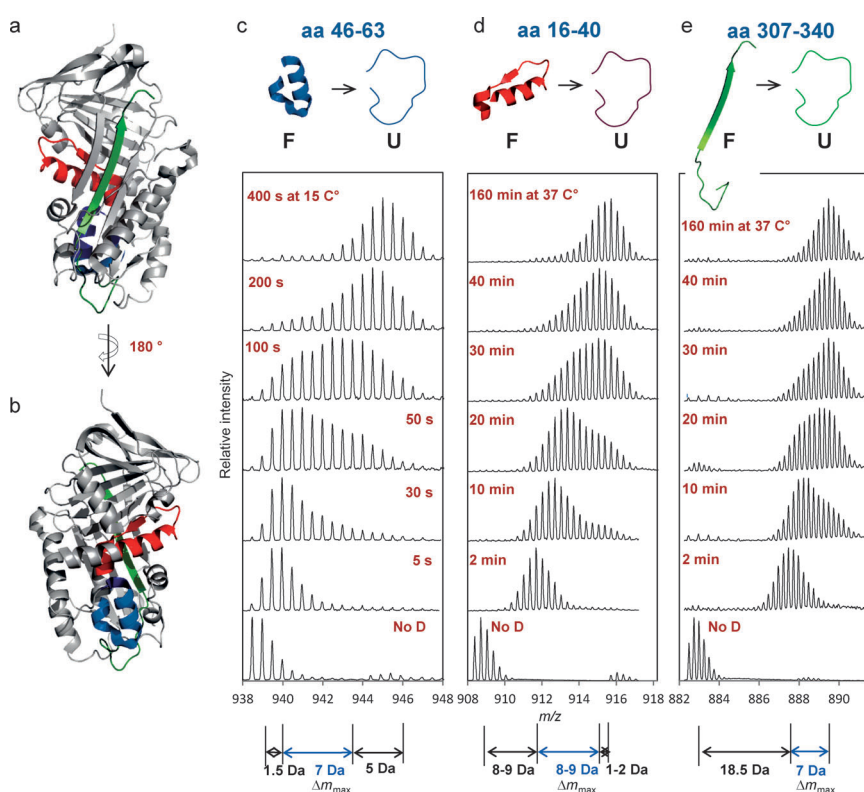 a
180 °
b
c
aa 46-63
F
U
400 s at 15 C°
200 s
100 s
50 s
30 s
5 s
No D
938 940 942 944 946 948
1.5 Da 7 Da 5 Da
Δmmax
Relative intensity
d
aa 16-40
F
U
160 min at 37 C°
40 min
30 min
20 min
10 min
2 min
No D
908 910 912 914 916 918
m/z
8-9 Da 8-9 Da 1-2 Da
Δmmax
e
aa 307-340
F
U
160 min at 37 C°
40 min
30 min
20 min
10 min
2 min
No D
882 884 886 888 890
18.5 Da 7 Da
Δmmax